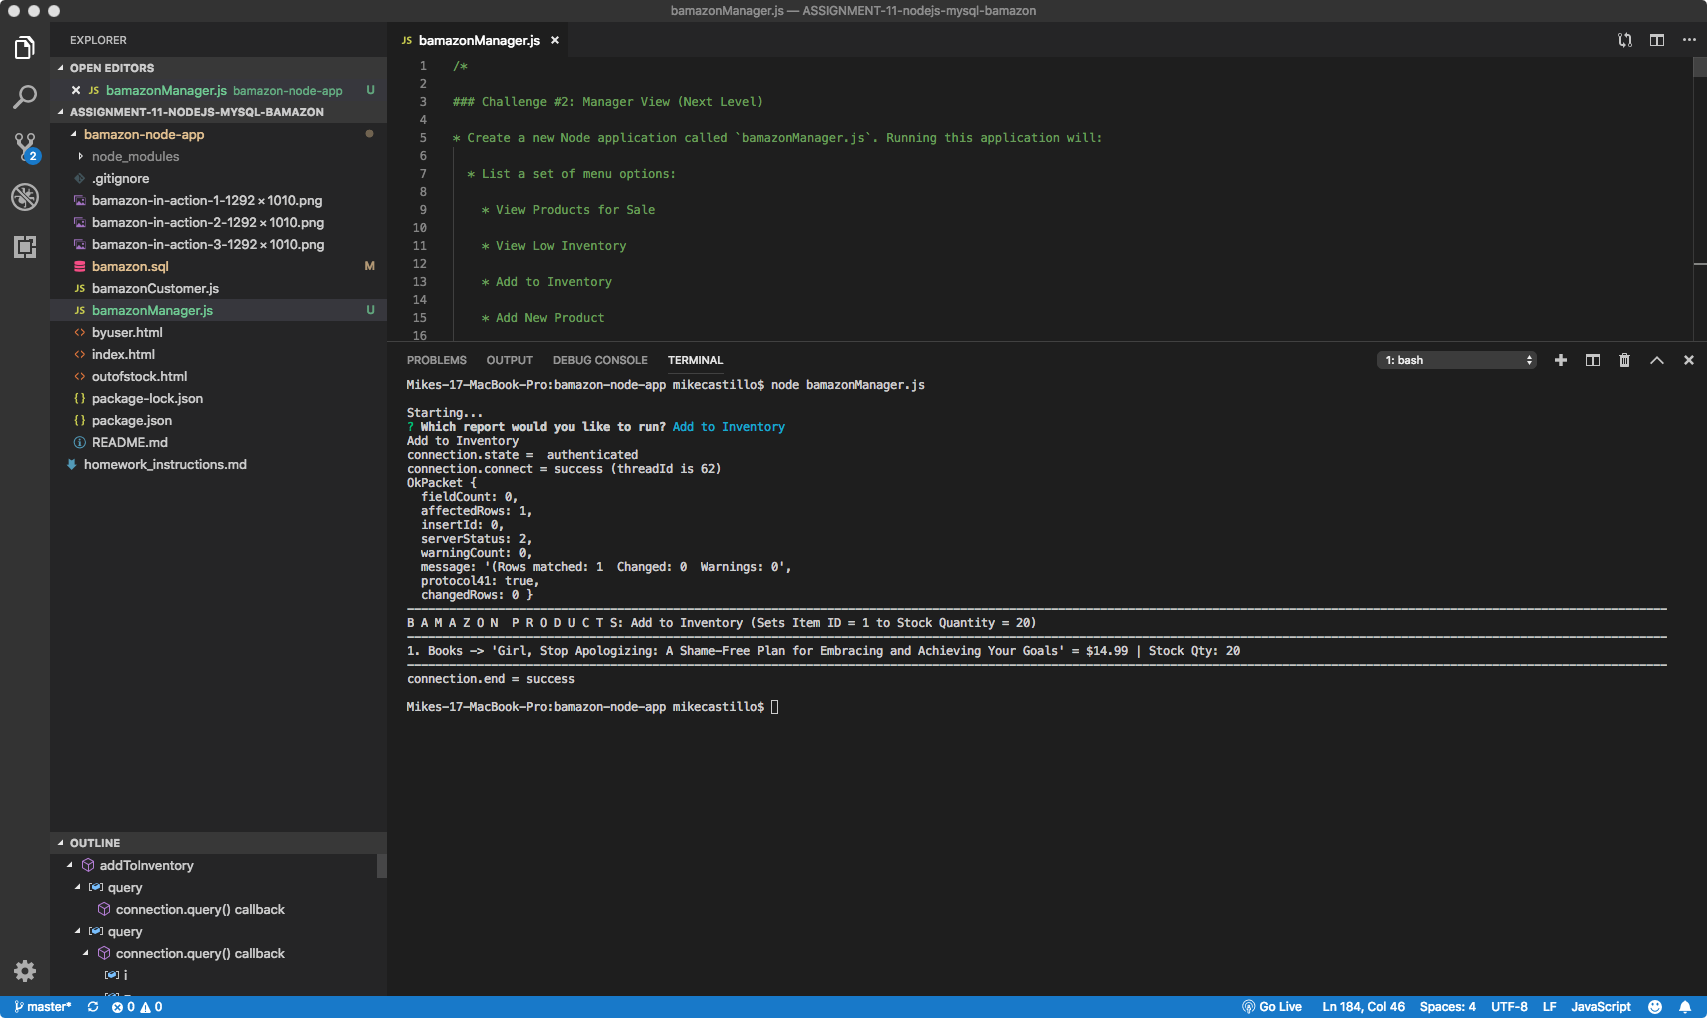 bamazonManager.js — ASSIGNMENT-11-nodejs-mysql-bamazon
EXPLORER
OPEN EDITORS
JS bamazonManager.js bamazon-node-app U
ASSIGNMENT-11-NODEJS-MYSQL-BAMAZON
bamazon-node-app
node_modules
.gitignore
bamazon-in-action-1-1292 × 1010.png
bamazon-in-action-2-1292 × 1010.png
bamazon-in-action-3-1292 × 1010.png
bamazon.sql M
JS bamazonCustomer.js
JS bamazonManager.js U
<> byuser.html
<> index.html
<> outofstock.html
{} package-lock.json
{} package.json
README.md
homework_instructions.md
2
OUTLINE
addToInventory
query
connection.query() callback
query
connection.query() callback
i
JS bamazonManager.js
1 /*
2
3 ### Challenge #2: Manager View (Next Level)
4
5 * Create a new Node application called `bamazonManager.js`. Running this application will:
6
7 * List a set of menu options:
8
9 * View Products for Sale
10
11 * View Low Inventory
12
13 * Add to Inventory
14
15 * Add New Product
16
PROBLEMS OUTPUT DEBUG CONSOLE TERMINAL 1: bash
Mikes-17-MacBook-Pro:bamazon-node-app mikecastillo$ node bamazonManager.js
Starting...
? Which report would you like to run? Add to Inventory
Add to Inventory
connection.state =  authenticated
connection.connect = success (threadId is 62)
OkPacket {
fieldCount: 0,
affectedRows: 1,
insertId: 0,
serverStatus: 2,
warningCount: 0,
message: '(Rows matched: 1  Changed: 0  Warnings: 0',
protocol41: true,
changedRows: 0 }
B A M A Z O N  P R O D U C T S: Add to Inventory (Sets Item ID = 1 to Stock Quantity = 20)
1. Books -> 'Girl, Stop Apologizing: A Shame-Free Plan for Embracing and Achieving Your Goals' = $14.99 | Stock Qty: 20
connection.end = success
Mikes-17-MacBook-Pro:bamazon-node-app mikecastillo$
master* 0 0 Go Live Ln 184, Col 46 Spaces: 4 UTF-8 LF JavaScript